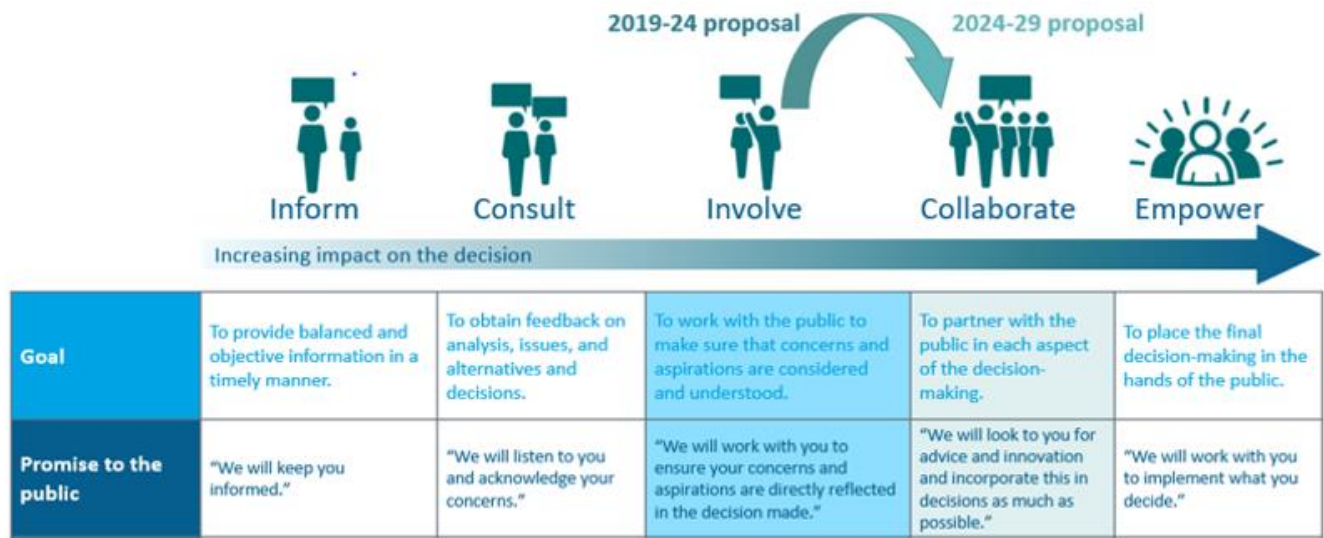 2019-24 proposal
2024-29 proposal
Inform
Consult
Involve
Collaborate
Empower
Increasing impact on the decision
Goal
To provide balanced and
objective information in a
timely manner.
To obtain feedback on
analysis, issues, and
alternatives and
decisions.
To work with the public to
make sure that concerns and
aspirations are considered
and understood.
To partner with the
public in each aspect
of the decision-
making.
To place the final
decision-making in the
hands of the public.
Promise to the
public
“We will keep you
informed.”
“We will listen to you
and acknowledge your
concerns.”
“We will work with you to
ensure your concerns and
aspirations are directly reflected
in the decision made.”
“We will look to you for
advice and innovation
and incorporate this in
decisions as much as
possible.”
“We will work with you
to implement what you
decide.”